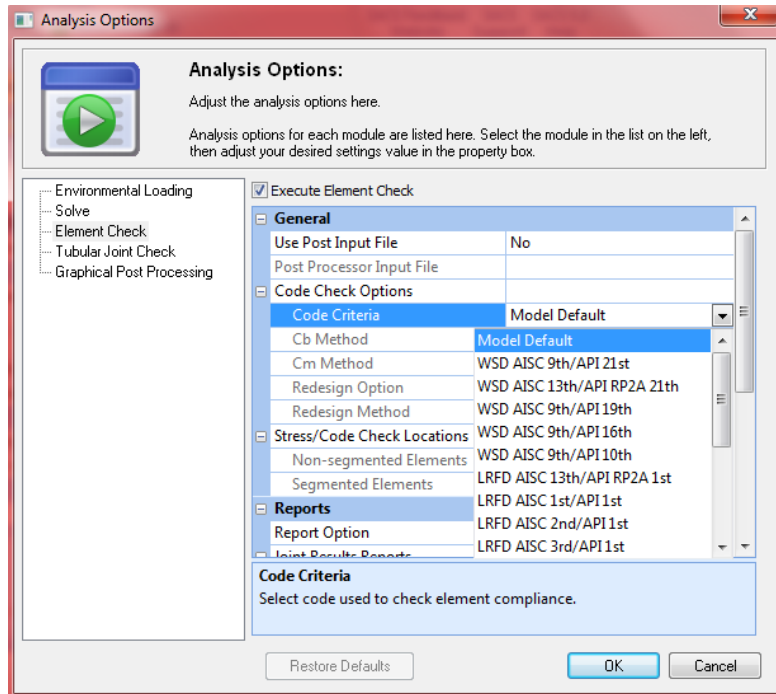 Analysis Options
Analysis Options:
Adjust the analysis options here.
Analysis options for each module are listed here. Select the module in the list on the left,
then adjust your desired settings value in the property box.
Environmental Loading
Solve
Element Check
Tubular Joint Check
Graphical Post Processing
Execute Element Check
General
Use Post Input File No
Post Processor Input File
Code Check Options
Code Criteria Model Default
Cb Method
Cm Method
Redesign Option
Redesign Method
Stress/Code Check Locations
Non-segmented Elements
Segmented Elements
Reports
Report Option
Joint Results Reports
Model Default
WSD AISC 9th/API 21st
WSD AISC 13th/API RP2A 21th
WSD AISC 9th/API 19th
WSD AISC 9th/API 16th
WSD AISC 9th/API 10th
LRFD AISC 13th/API RP2A 1st
LRFD AISC 1st/API 1st
LRFD AISC 2nd/API 1st
LRFD AISC 3rd/API 1st
Code Criteria
Select code used to check element compliance.
Restore Defaults
OK
Cancel